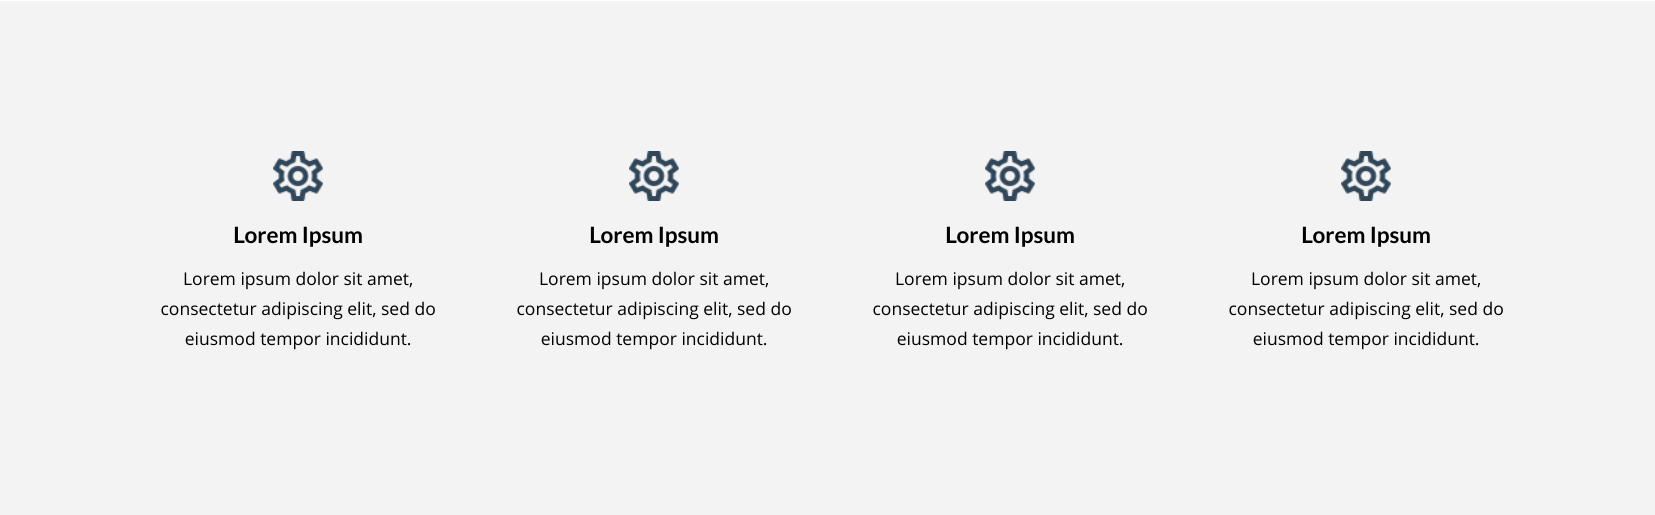 Lorem Ipsum
Lorem ipsum dolor sit amet,
consectetur adipiscing elit, sed do
eiusmod tempor incididunt.
Lorem Ipsum
Lorem ipsum dolor sit amet,
consectetur adipiscing elit, sed do
eiusmod tempor incididunt.
Lorem Ipsum
Lorem ipsum dolor sit amet,
consectetur adipiscing elit, sed do
eiusmod tempor incididunt.
Lorem Ipsum
Lorem ipsum dolor sit amet,
consectetur adipiscing elit, sed do
eiusmod tempor incididunt.